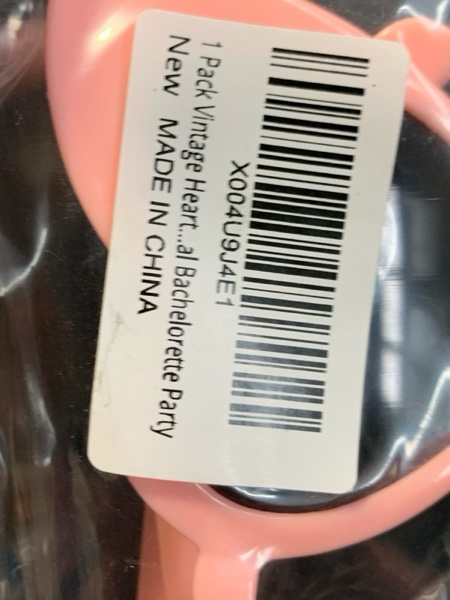 X004U9J4E1
1 Pack Vintage Heart...al Bachelorette Party
New MADE IN CHINA